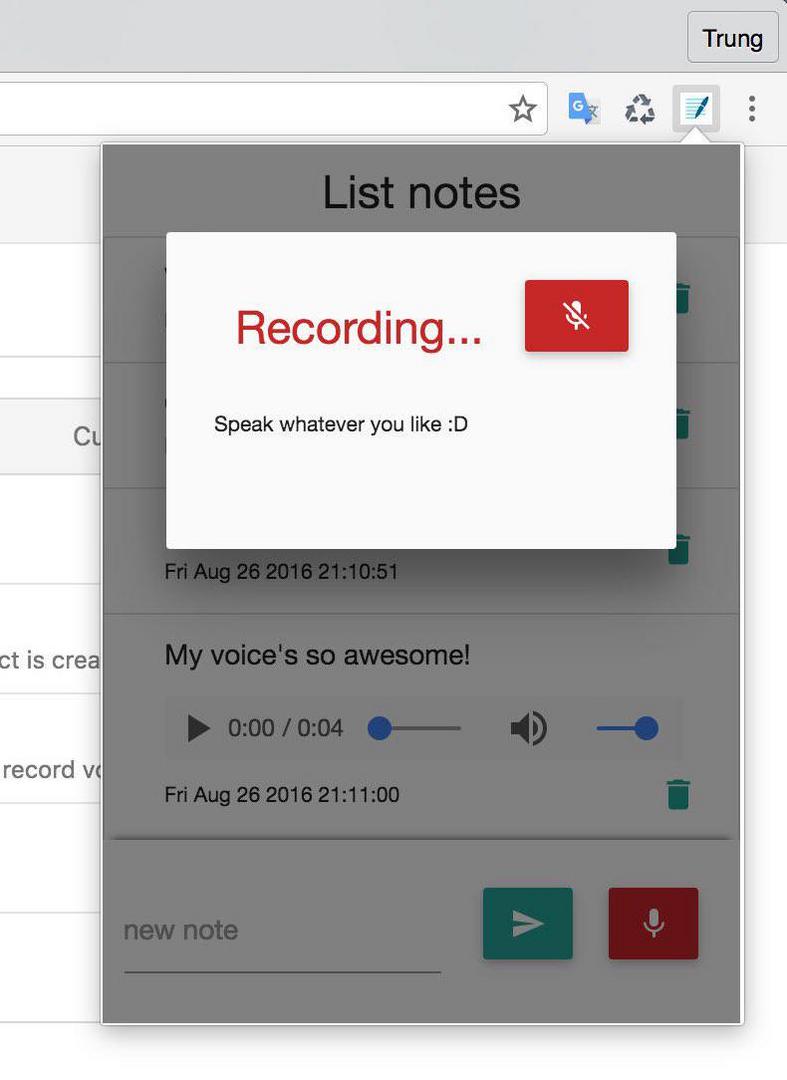 Trung
List notes
Recording...
Cu
Speak whatever you like :D
Fri Aug 26 2016 21:10:51
ct is crea
My voice's so awesome!
0:00 / 0:04
record vo
Fri Aug 26 2016 21:11:00
new note